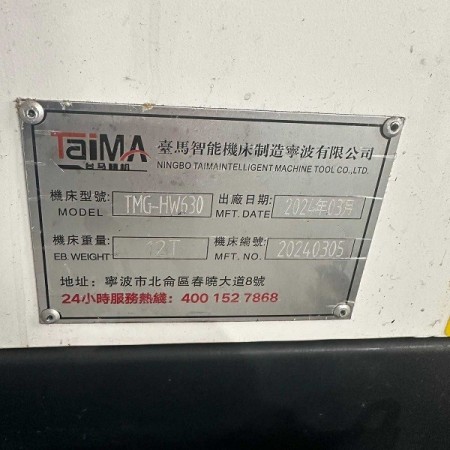 TaiMA
台马精机
臺馬智能機床制造寧波有限公司
NINGBO TAIMAINTELLIGENT MACHINE TOOL CO.,LTD.
機床型號: TMG-HW630 出廠日期: 2024年03月
MODEL MFT. DATE
機床重量: 12T 機床編號: 20240305
EB.WEIGHT MFT. NO.
地址: 寧波市北侖區春曉大道8號
24小時服務熱綫: 400 152 7868